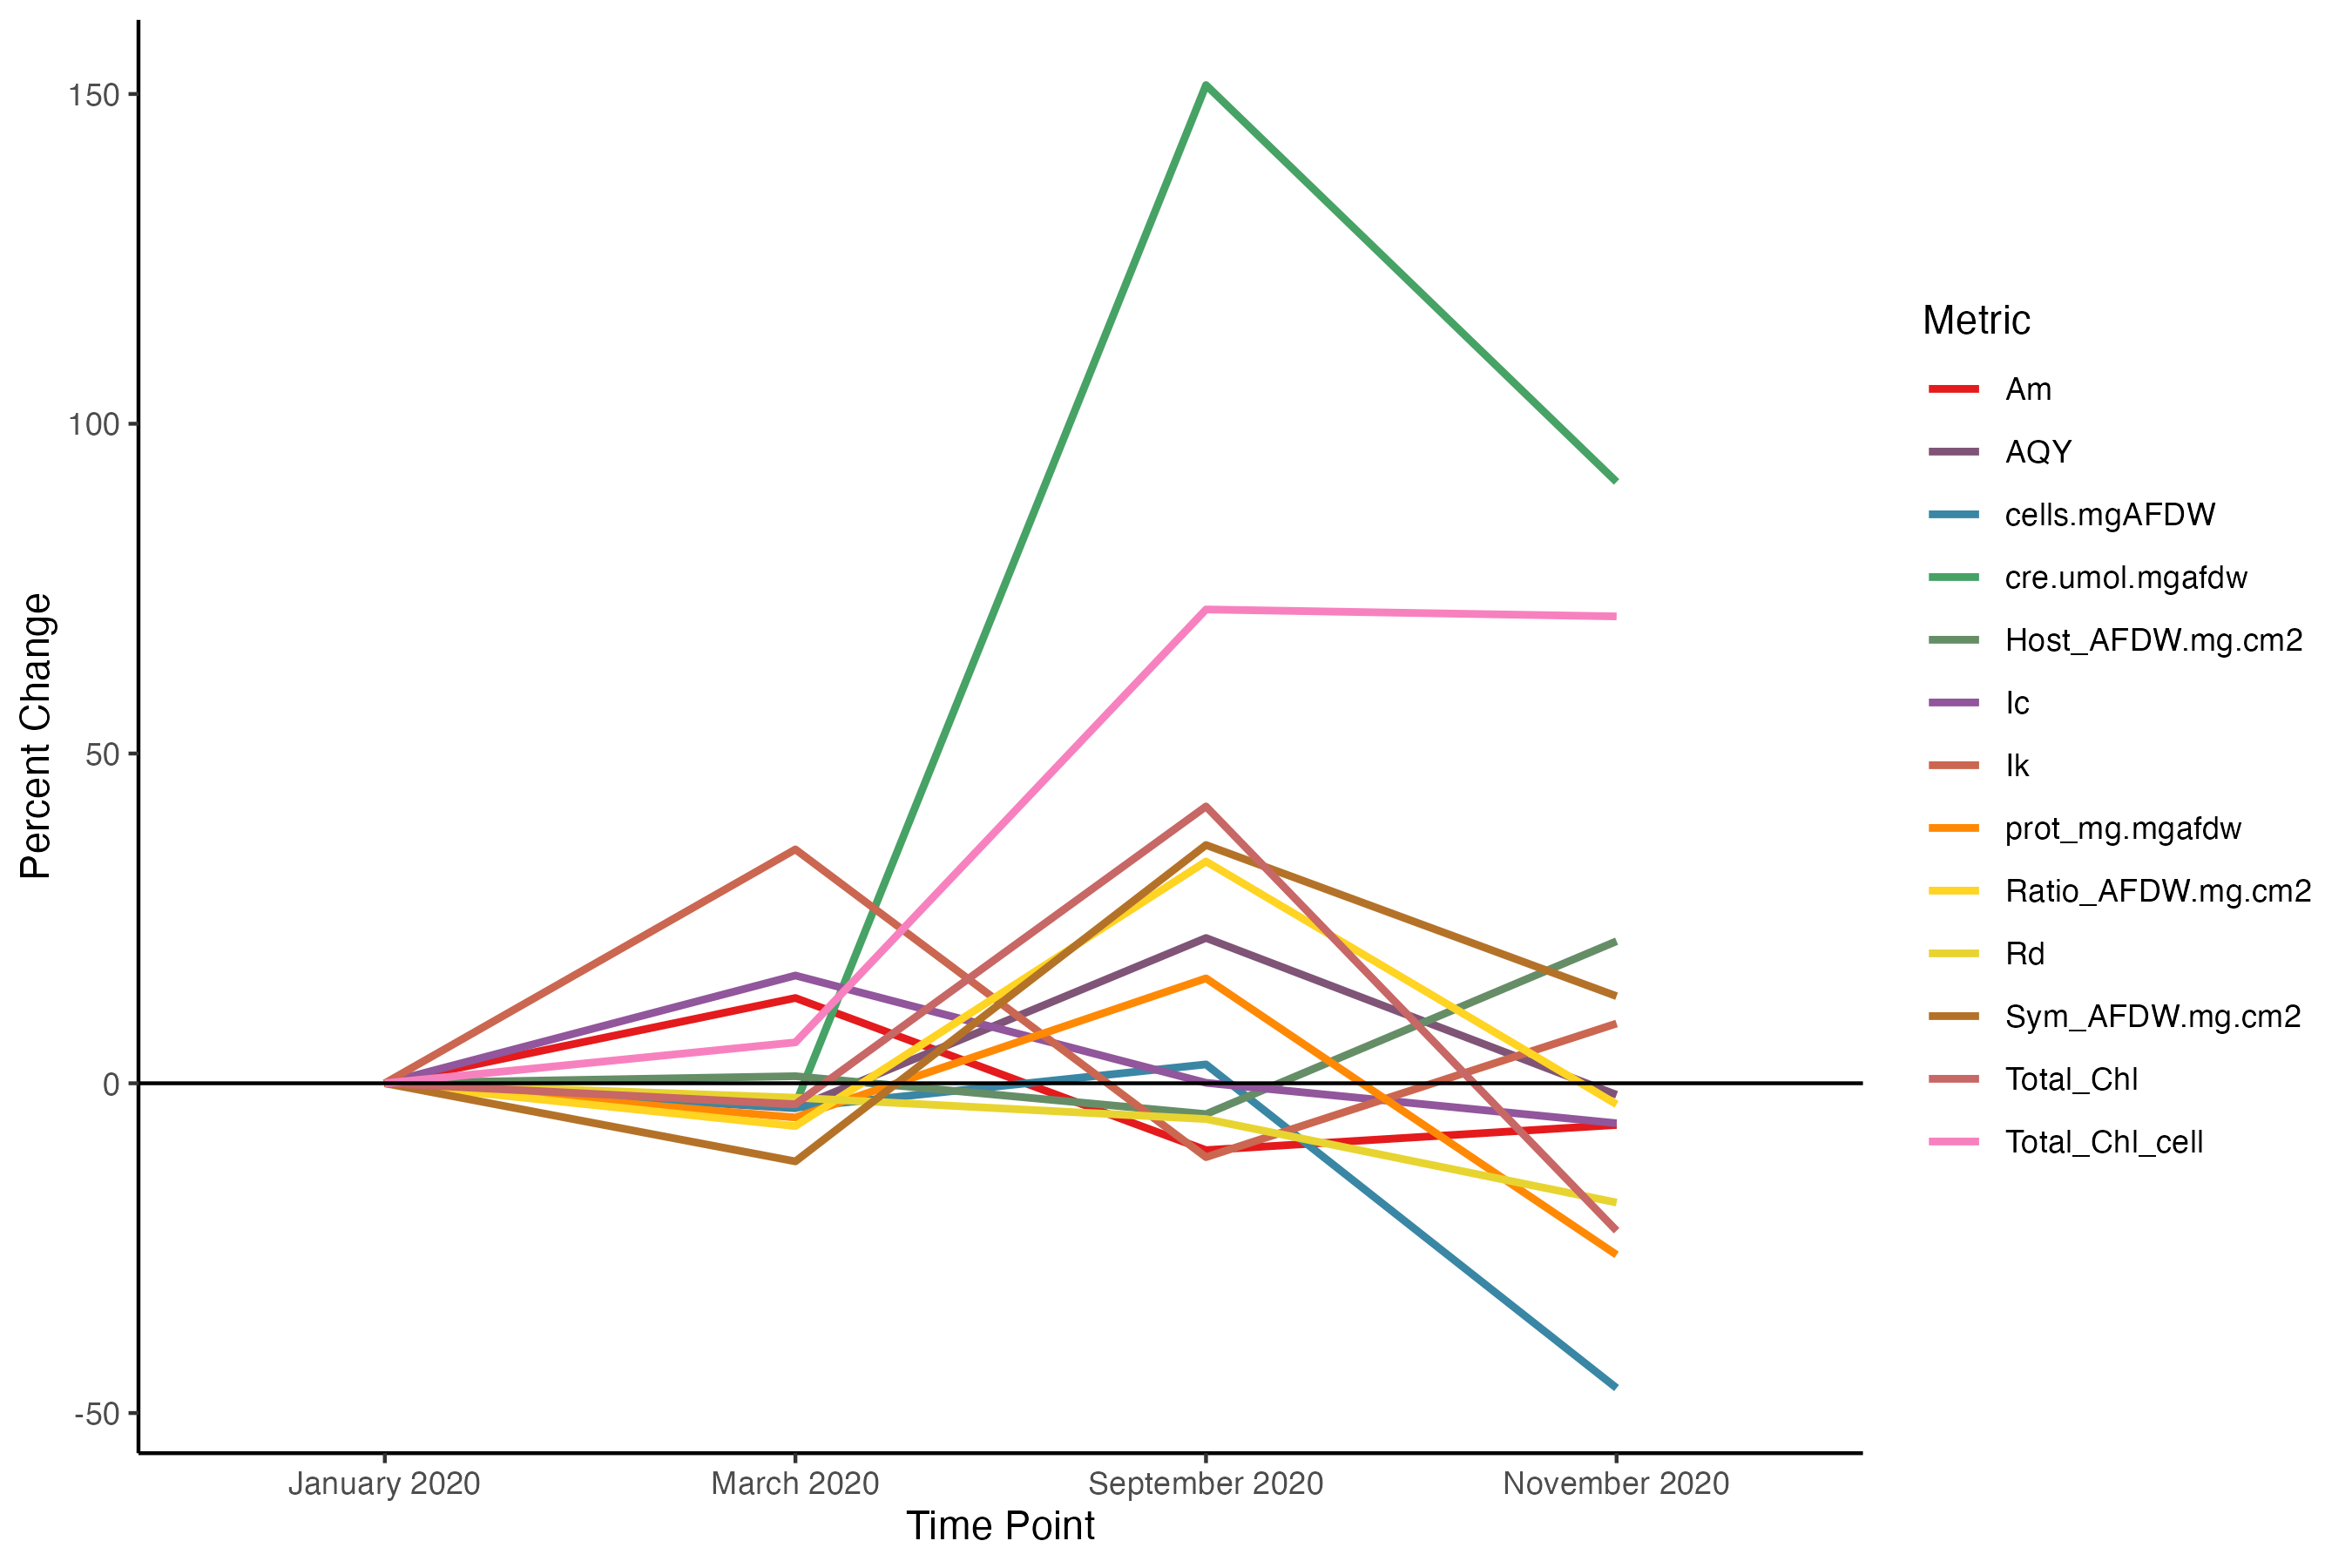 150
100
50
0
-50
Percent Change
January 2020
March 2020
September 2020
November 2020
Time Point
Metric
Am
AQY
cells.mgAFDW
cre.umol.mgafdw
Host_AFDW.mg.cm2
Ic
Ik
prot_mg.mgafdw
Ratio_AFDW.mg.cm2
Rd
Sym_AFDW.mg.cm2
Total_Chl
Total_Chl_cell